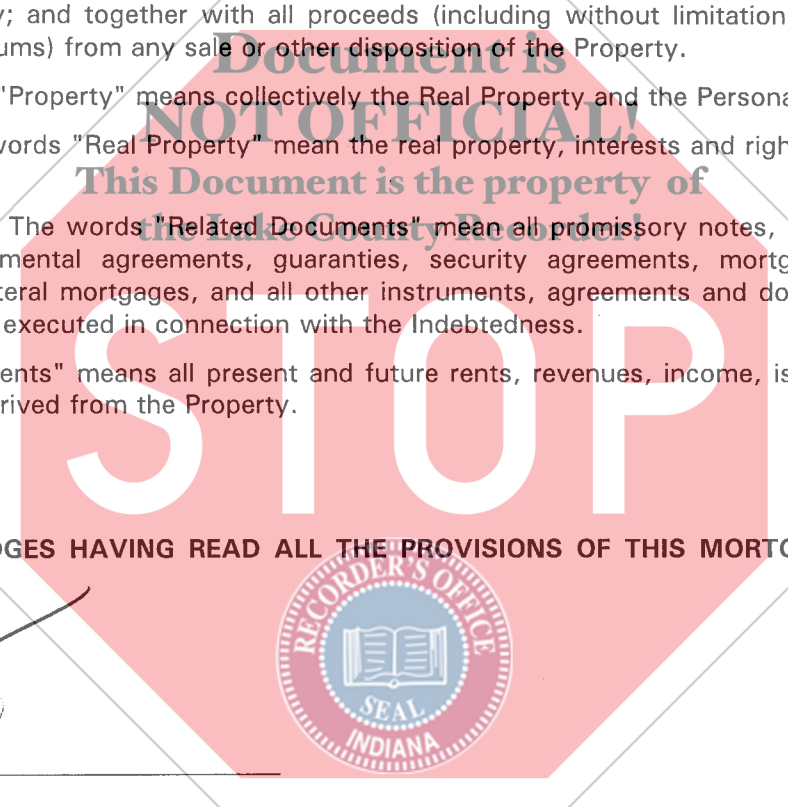 ; and together with all proceeds (including without limitation
ums) from any sale or other disposition of the Property.
Document is
"Property" means collectively the Real Property and the Persona
NOT OFFICIAL!
words "Real Property" mean the real property, interests and righ
This Document is the property of
The words "Related Documents" mean all promissory notes,
the Lake County Recorder!
mental agreements, guaranties, security agreements, mortg
teral mortgages, and all other instruments, agreements and do
executed in connection with the Indebtedness.
ents" means all present and future rents, revenues, income, is
rived from the Property.
STOP
GES HAVING READ ALL THE PROVISIONS OF THIS MORTG
RECORDER'S OFFICE
SEAL
INDIANA